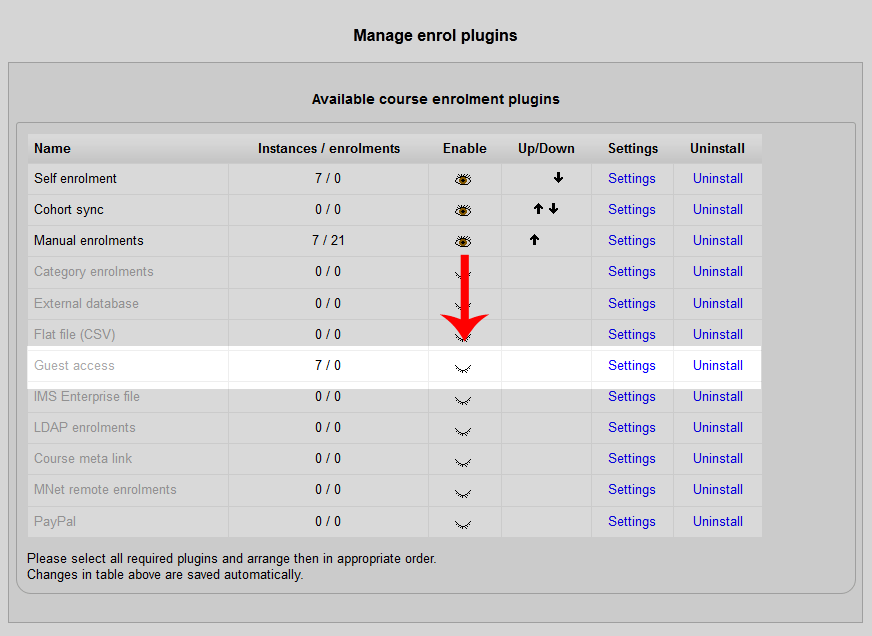 Manage enrol plugins
Available course enrolment plugins
Name Instances / enrolments Enable Up/Down Settings Uninstall
Self enrolment 7 / 0 Settings Uninstall
Cohort sync 0 / 0 Settings Uninstall
Manual enrolments 7 / 21 Settings Uninstall
Category enrolments 0 / 0 Settings Uninstall
External database 0 / 0 Settings Uninstall
Flat file (CSV) 0 / 0 Settings Uninstall
Guest access 7 / 0 Settings Uninstall
IMS Enterprise file 0 / 0 Settings Uninstall
LDAP enrolments 0 / 0 Settings Uninstall
Course meta link 0 / 0 Settings Uninstall
MNet remote enrolments 0 / 0 Settings Uninstall
PayPal 0 / 0 Settings Uninstall
Please select all required plugins and arrange then in appropriate order.
Changes in table above are saved automatically.